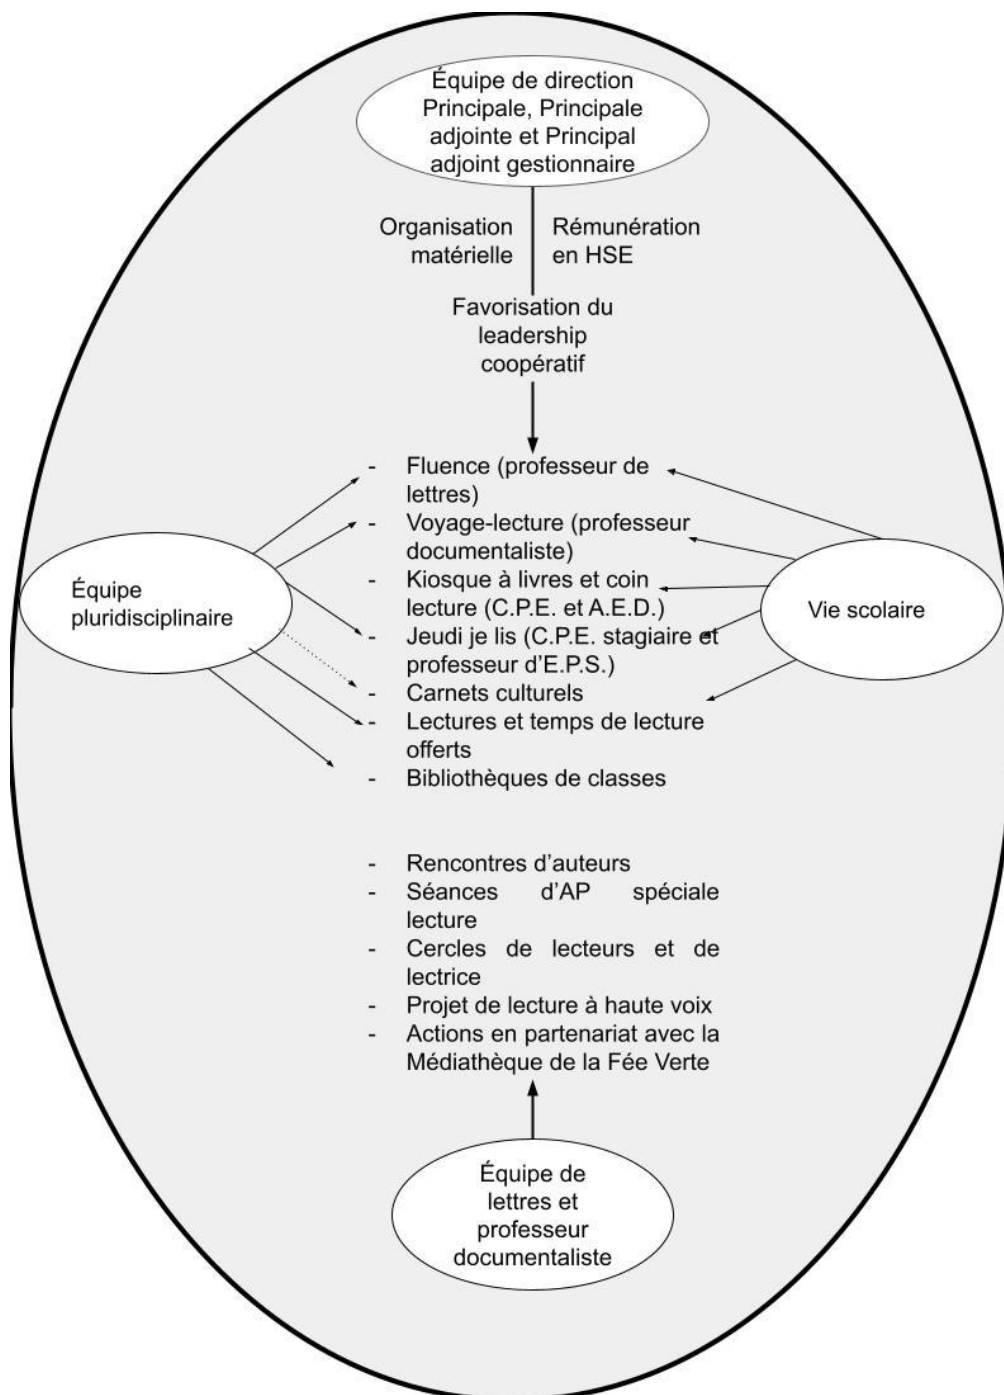 Équipe de direction
Principale, Principale
adjointe et Principal
adjoint gestionnaire
Organisation
matérielle
Rémunération
en HSE
Favorisation du
leadership
coopératif
- Fluence (professeur de
lettres)
- Voyage-lecture (professeur
documentaliste)
- Kiosque à livres et coin
lecture (C.P.E. et A.E.D.)
- Jeudi je lis (C.P.E. stagiaire et
professeur d'E.P.S.)
- Carnets culturels
- Lectures et temps de lecture
offerts
- Bibliothèques de classes
Équipe
pluridisciplinaire
Vie scolaire
- Rencontres d'auteurs
- Séances d'AP spéciale
lecture
- Cercles de lecteurs et de
lectrice
- Projet de lecture à haute voix
- Actions en partenariat avec la
Médiathèque de la Fée Verte
Équipe de
lettres et
professeur
documentaliste